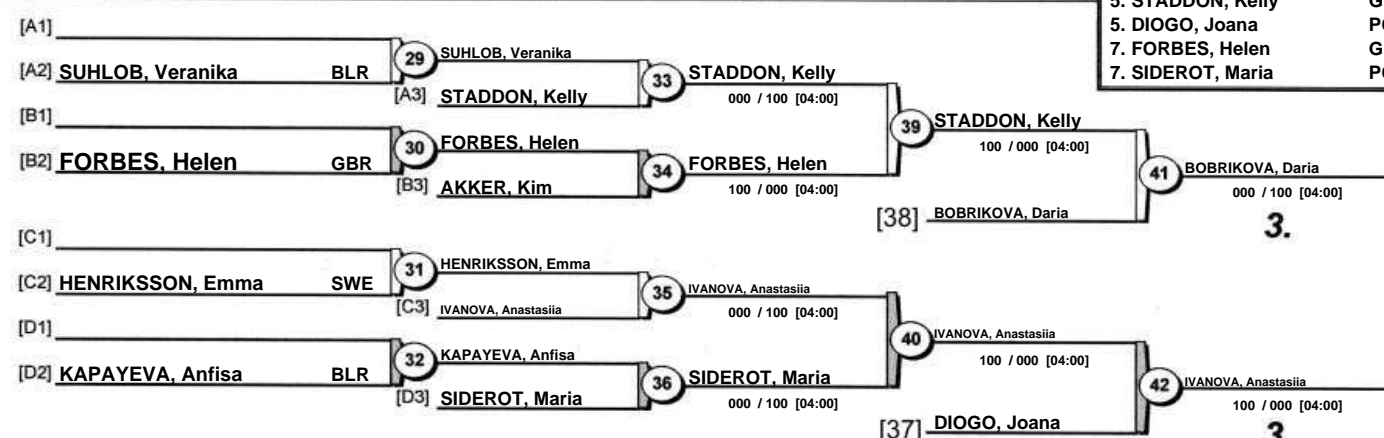 5. STADDON, Kelly G
5. DIOGO, Joana PO
7. FORBES, Helen G
7. SIDEROT, Maria PO
[A1]
[A2] SUHLOB, Veranika BLR
29
SUHLOB, Veranika
[A3] STADDON, Kelly
33
STADDON, Kelly
000 / 100 [04:00]
[B1]
[B2] FORBES, Helen GBR
30
FORBES, Helen
[B3] AKKER, Kim
34
FORBES, Helen
100 / 000 [04:00]
39
STADDON, Kelly
100 / 000 [04:00]
[38] BOBRIKOVA, Daria
41
BOBRIKOVA, Daria
000 / 100 [04:00]
3.
[C1]
[C2] HENRIKSSON, Emma SWE
31
HENRIKSSON, Emma
[C3] IVANOVA, Anastasiia
35
IVANOVA, Anastasiia
000 / 100 [04:00]
[D1]
[D2] KAPAYEVA, Anfisa BLR
32
KAPAYEVA, Anfisa
[D3] SIDEROT, Maria
36
SIDEROT, Maria
000 / 100 [04:00]
40
IVANOVA, Anastasiia
100 / 000 [04:00]
[37] DIOGO, Joana
42
IVANOVA, Anastasiia
100 / 000 [04:00]
3